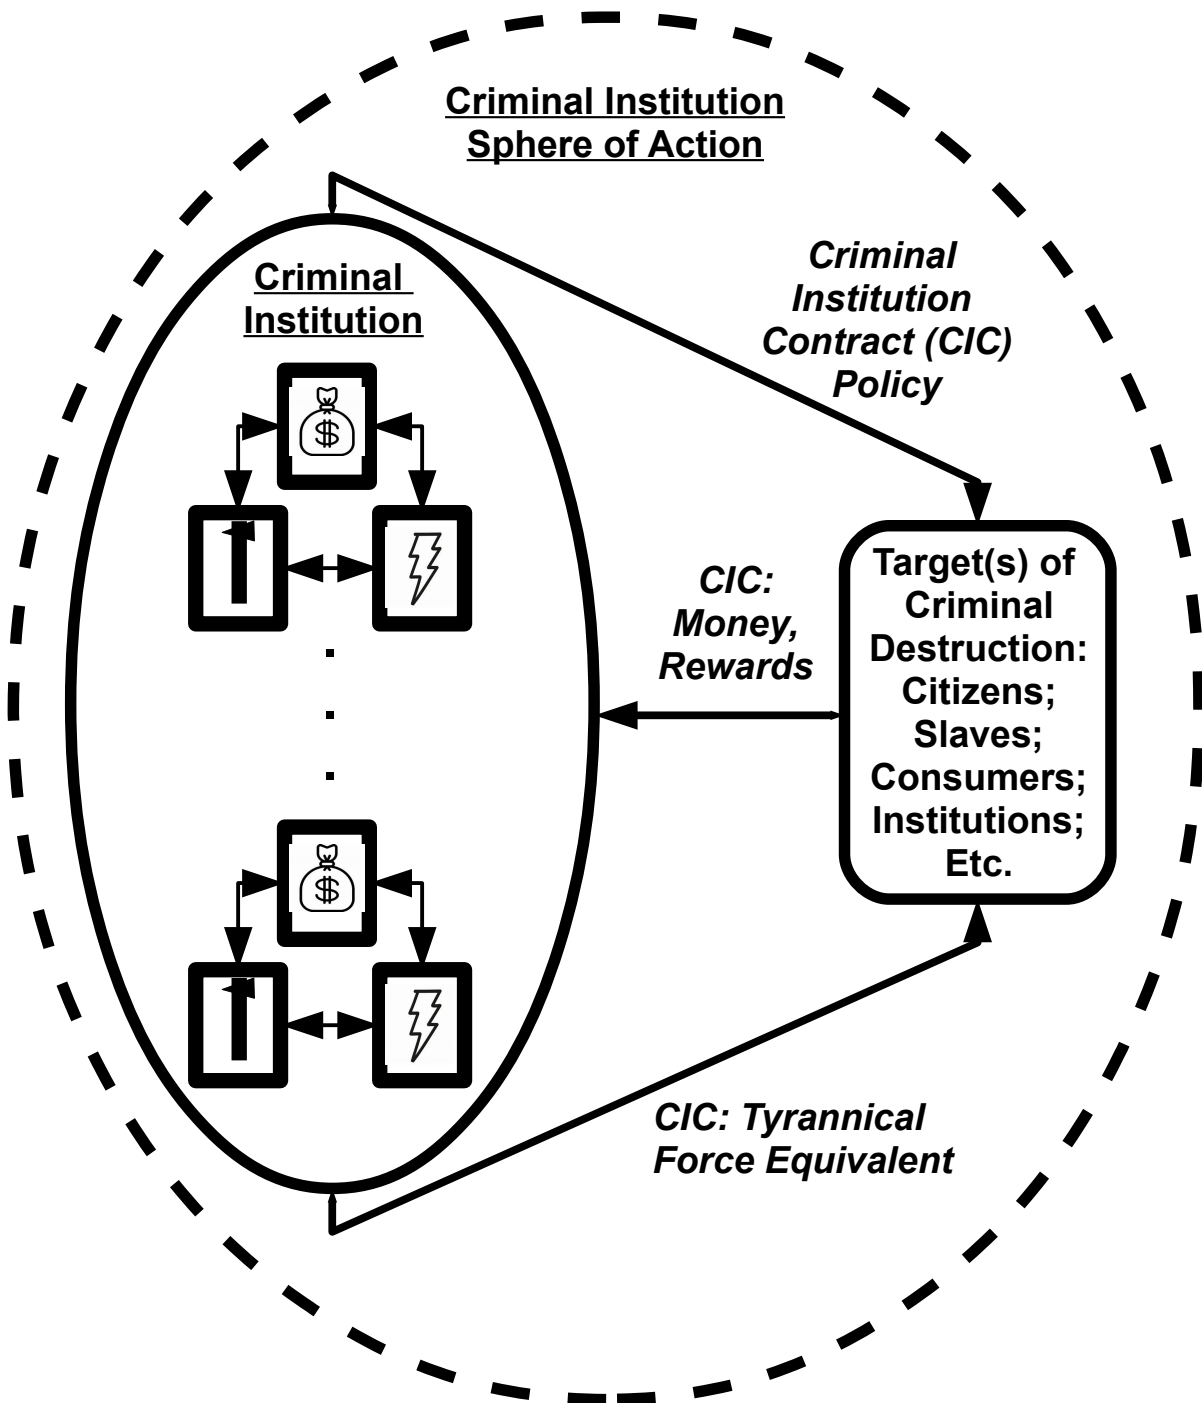 Criminal Institution
Sphere of Action
Criminal
Institution
Contract (CIC)
Policy
Criminal
Institution
$
CIC:
Money,
Rewards
Target(s) of
Criminal
Destruction:
Citizens;
Slaves;
Consumers;
Institutions;
Etc.
$
CIC: Tyrannical
Force Equivalent